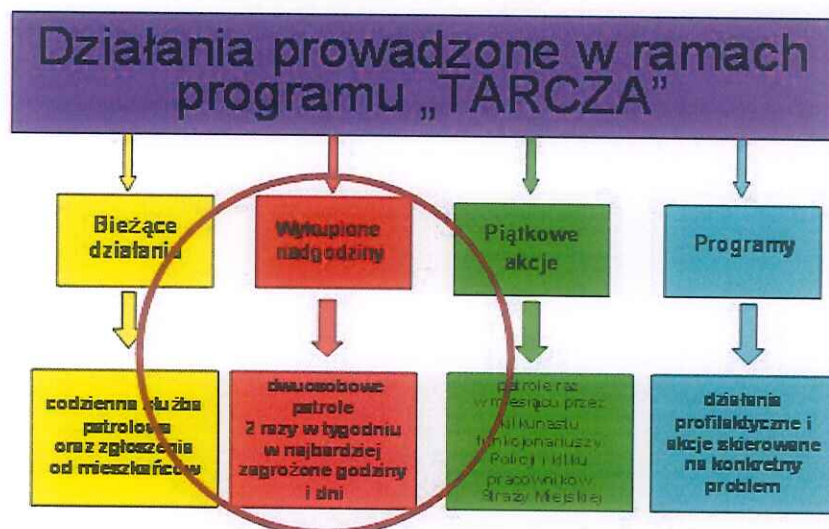 Działania prowadzone w ramach
programu „TARCZA”
Bieżące
działania
Wykupione
nadgodziny
Piątkowe
akcje
Programy
codzienna służba
patrolowa
oraz zgłoszenia
od mieszkańców
dwuosobowe
patrole
2 razy w tygodniu
w najbardziej
zagrożone godziny
i dni
patrole raz
w miesiącu przez
kilkunastu
funkcjonariuszy
Policji i kilku
pracowników
Straży Miejskiej
działania
profilaktyczne i
akcje skierowane
na konkretny
problem